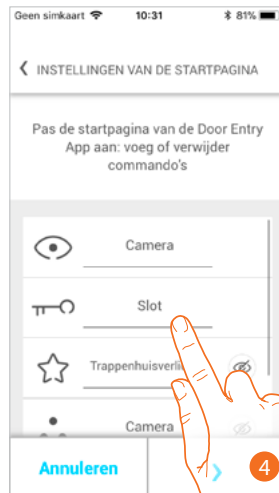 Geen simkaart 10:31 81%
INSTELLINGEN VAN DE STARTPAGINA
Pas de startpagina van de Door Entry
App aan: voeg of verwijder
commando's
Camera
Slot
Trappenhuisverli
Camera
Annuleren
4